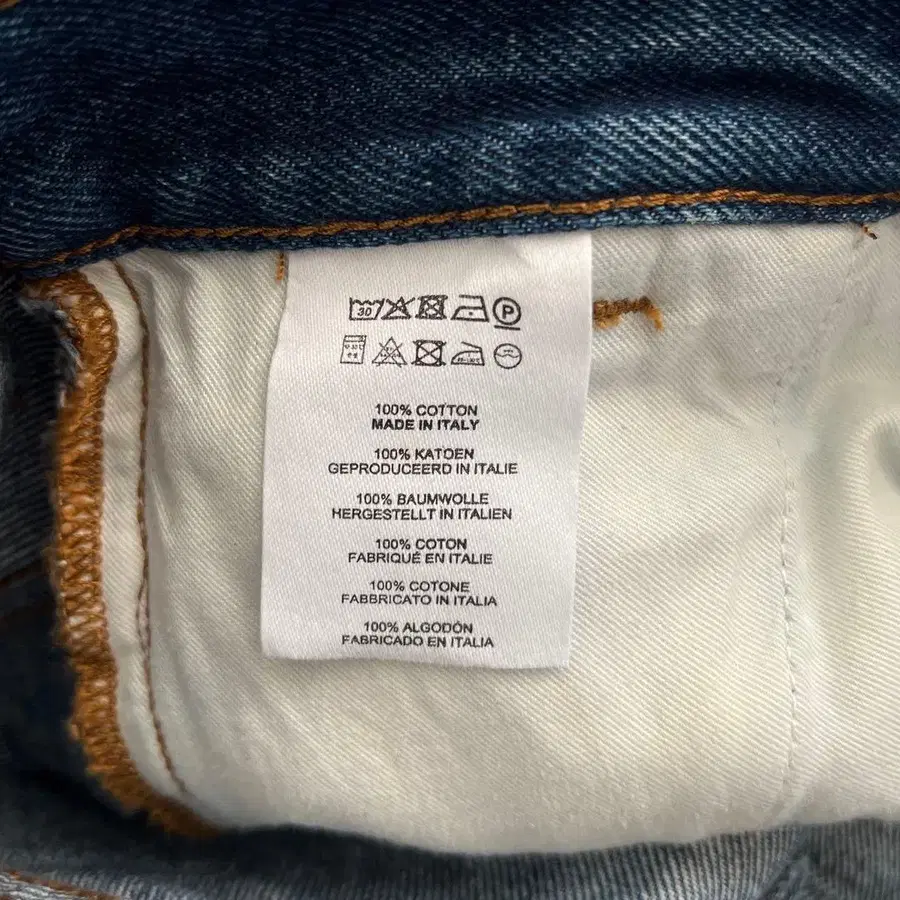 30 P
100% COTTON
MADE IN ITALY
100% KATOEN
GEPRODUCEERD IN ITALIE
100% BAUMWOLLE
HERGESTELLT IN ITALIEN
100% COTON
FABRIQUÉ EN ITALIE
100% COTONE
FABBRICATO IN ITALIA
100% ALGODÓN
FABRICADO EN ITALIA